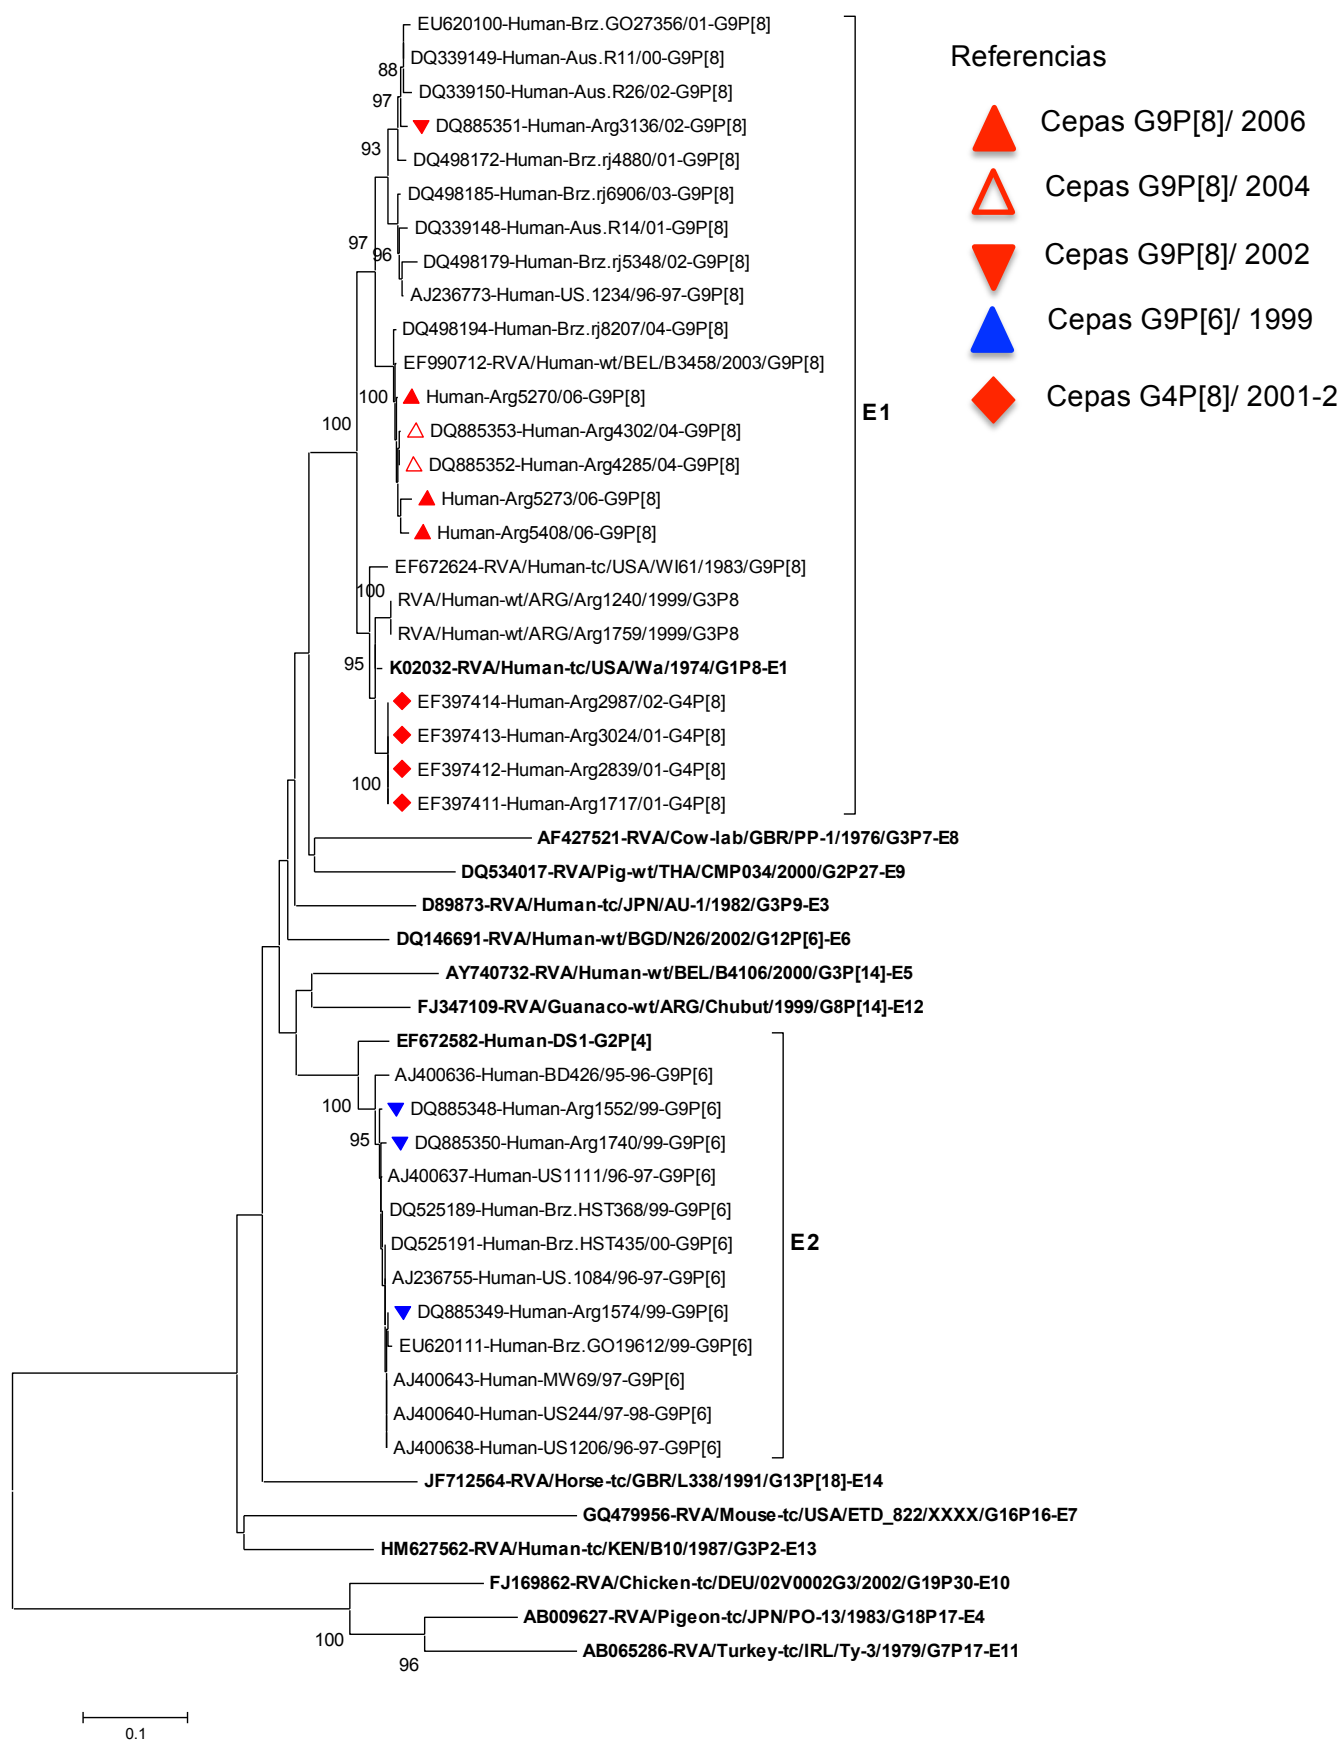 EU620100-Human-Brz.GO27356/01-G9P[8]
DQ339149-Human-Aus.R11/00-G9P[8]
88
DQ339150-Human-Aus.R26/02-G9P[8]
97
DQ885351-Human-Arg3136/02-G9P[8]
93
DQ498172-Human-Brz.rj4880/01-G9P[8]
DQ498185-Human-Brz.rj6906/03-G9P[8]
DQ339148-Human-Aus.R14/01-G9P[8]
97
96
DQ498179-Human-Brz.rj5348/02-G9P[8]
AJ236773-Human-US.1234/96-97-G9P[8]
DQ498194-Human-Brz.rj8207/04-G9P[8]
EF990712-RVA/Human-wt/BEL/B3458/2003/G9P[8]
100
Human-Arg5270/06-G9P[8]
E1
100
DQ885353-Human-Arg4302/04-G9P[8]
DQ885352-Human-Arg4285/04-G9P[8]
Human-Arg5273/06-G9P[8]
Human-Arg5408/06-G9P[8]
EF672624-RVA/Human-tc/USA/WI61/1983/G9P[8]
100
RVA/Human-wt/ARG/Arg1240/1999/G3P8
RVA/Human-wt/ARG/Arg1759/1999/G3P8
95
K02032-RVA/Human-tc/USA/Wa/1974/G1P8-E1
EF397414-Human-Arg2987/02-G4P[8]
EF397413-Human-Arg3024/01-G4P[8]
EF397412-Human-Arg2839/01-G4P[8]
100
EF397411-Human-Arg1717/01-G4P[8]
AF427521-RVA/Cow-lab/GBR/PP-1/1976/G3P7-E8
DQ534017-RVA/Pig-wt/THA/CMP034/2000/G2P27-E9
D89873-RVA/Human-tc/JPN/AU-1/1982/G3P9-E3
DQ146691-RVA/Human-wt/BGD/N26/2002/G12P[6]-E6
AY740732-RVA/Human-wt/BEL/B4106/2000/G3P[14]-E5
FJ347109-RVA/Guanaco-wt/ARG/Chubut/1999/G8P[14]-E12
EF672582-Human-DS1-G2P[4]
AJ400636-Human-BD426/95-96-G9P[6]
100
DQ885348-Human-Arg1552/99-G9P[6]
95
DQ885350-Human-Arg1740/99-G9P[6]
AJ400637-Human-US1111/96-97-G9P[6]
DQ525189-Human-Brz.HST368/99-G9P[6]
DQ525191-Human-Brz.HST435/00-G9P[6]
E2
AJ236755-Human-US.1084/96-97-G9P[6]
DQ885349-Human-Arg1574/99-G9P[6]
EU620111-Human-Brz.GO19612/99-G9P[6]
AJ400643-Human-MW69/97-G9P[6]
AJ400640-Human-US244/97-98-G9P[6]
AJ400638-Human-US1206/96-97-G9P[6]
JF712564-RVA/Horse-tc/GBR/L338/1991/G13P[18]-E14
GQ479956-RVA/Mouse-tc/USA/ETD_822/XXXX/G16P16-E7
HM627562-RVA/Human-tc/KEN/B10/1987/G3P2-E13
FJ169862-RVA/Chicken-tc/DEU/02V0002G3/2002/G19P30-E10
AB009627-RVA/Pigeon-tc/JPN/PO-13/1983/G18P17-E4
100
AB065286-RVA/Turkey-tc/IRL/Ty-3/1979/G7P17-E11
96
0.1
Referencias
Cepas G9P[8]/ 2006
Cepas G9P[8]/ 2004
Cepas G9P[8]/ 2002
Cepas G9P[6]/ 1999
Cepas G4P[8]/ 2001-2